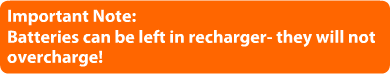 Important Note:
Batteries can be left in recharger- they will not
overcharge!